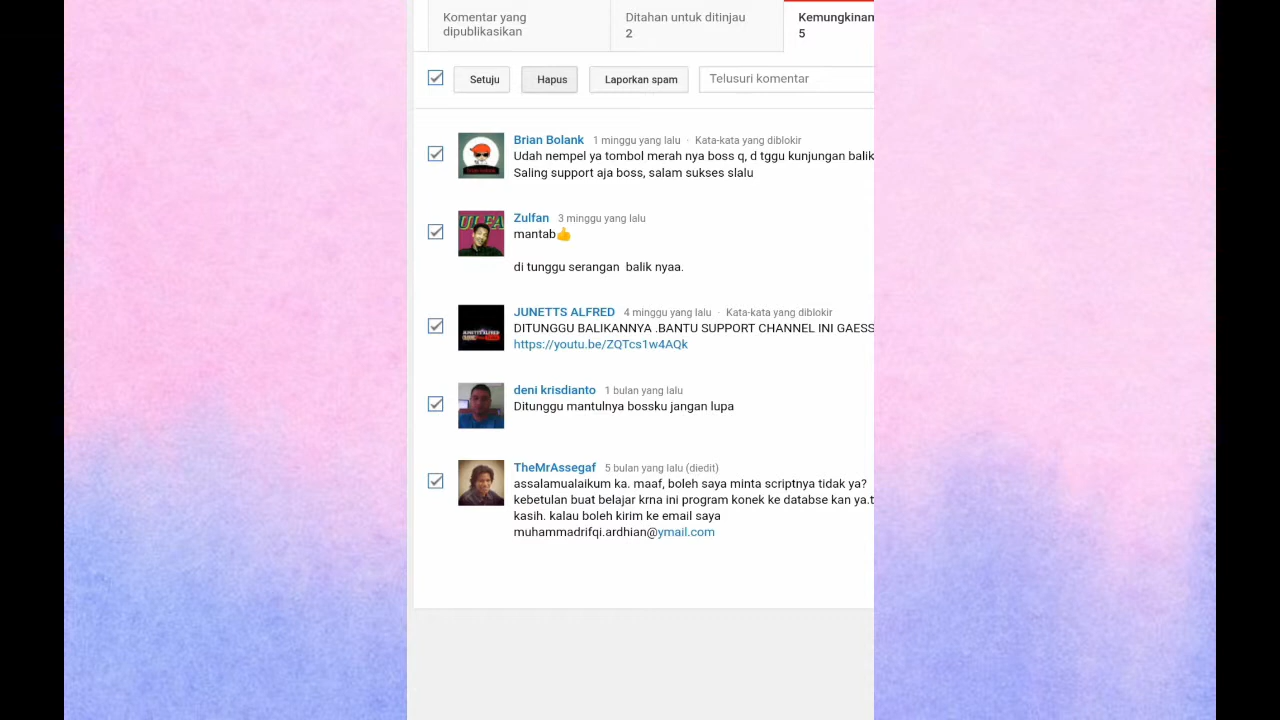 Komentar yang
dipublikasikan
Ditahan untuk ditinjau
2
Kemungkinan
5
Setuju
Hapus
Laporkan spam
Telusuri komentar
Brian Bolank 1 minggu yang lalu · Kata-kata yang diblokir
Udah nempel ya tombol merah nya boss q, d tggu kunjungan balik
Saling support aja boss, salam sukses slalu
Zulfan 3 minggu yang lalu
mantab👍
di tunggu serangan balik nyaa.
JUNETTS ALFRED 4 minggu yang lalu · Kata-kata yang diblokir
DITUNGGU BALIKANNYA .BANTU SUPPORT CHANNEL INI GAESS
https://youtu.be/ZQTcs1w4AQk
deni krisdianto 1 bulan yang lalu
Ditunggu mantulnya bossku jangan lupa
TheMrAssegaf 5 bulan yang lalu (diedit)
assalamualaikum ka. maaf, boleh saya minta scriptnya tidak ya?
kebetulan buat belajar krna ini program konek ke databse kan ya.t
kasih. kalau boleh kirim ke email saya
muhammadrifqi.ardhian@ymail.com